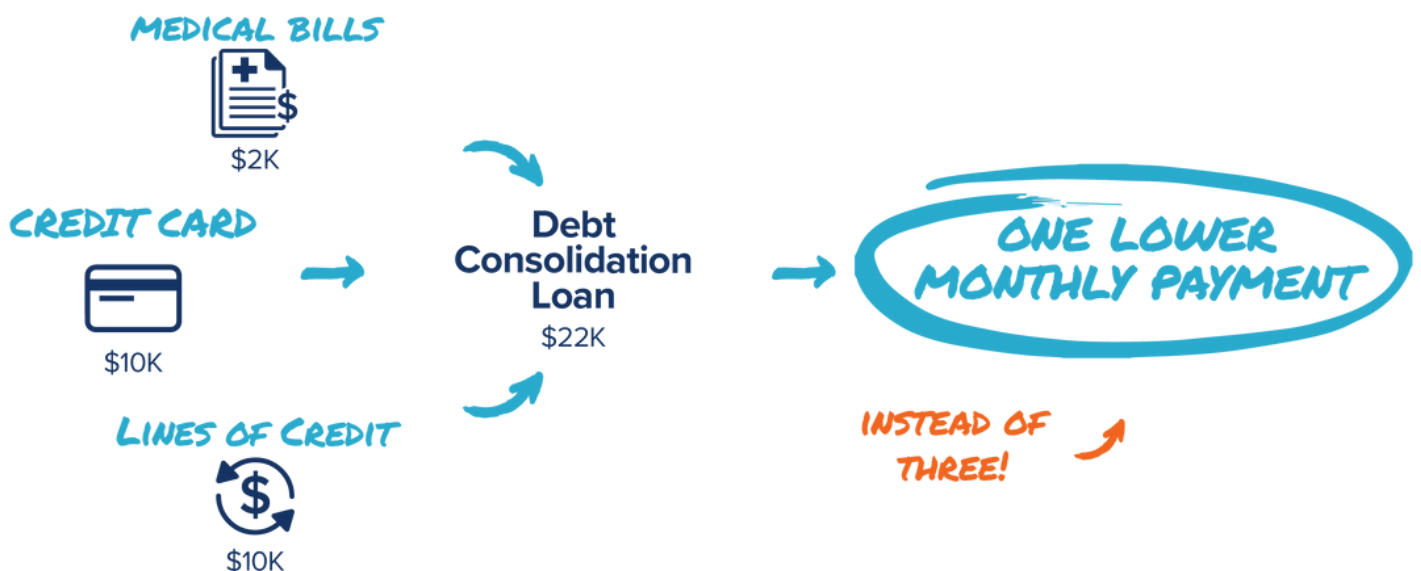 MEDICAL BILLS
$
$2K
CREDIT CARD
$10K
LINES OF CREDIT
$
$10K
Debt
Consolidation
Loan
$22K
ONE LOWER
MONTHLY PAYMENT
INSTEAD OF
THREE!